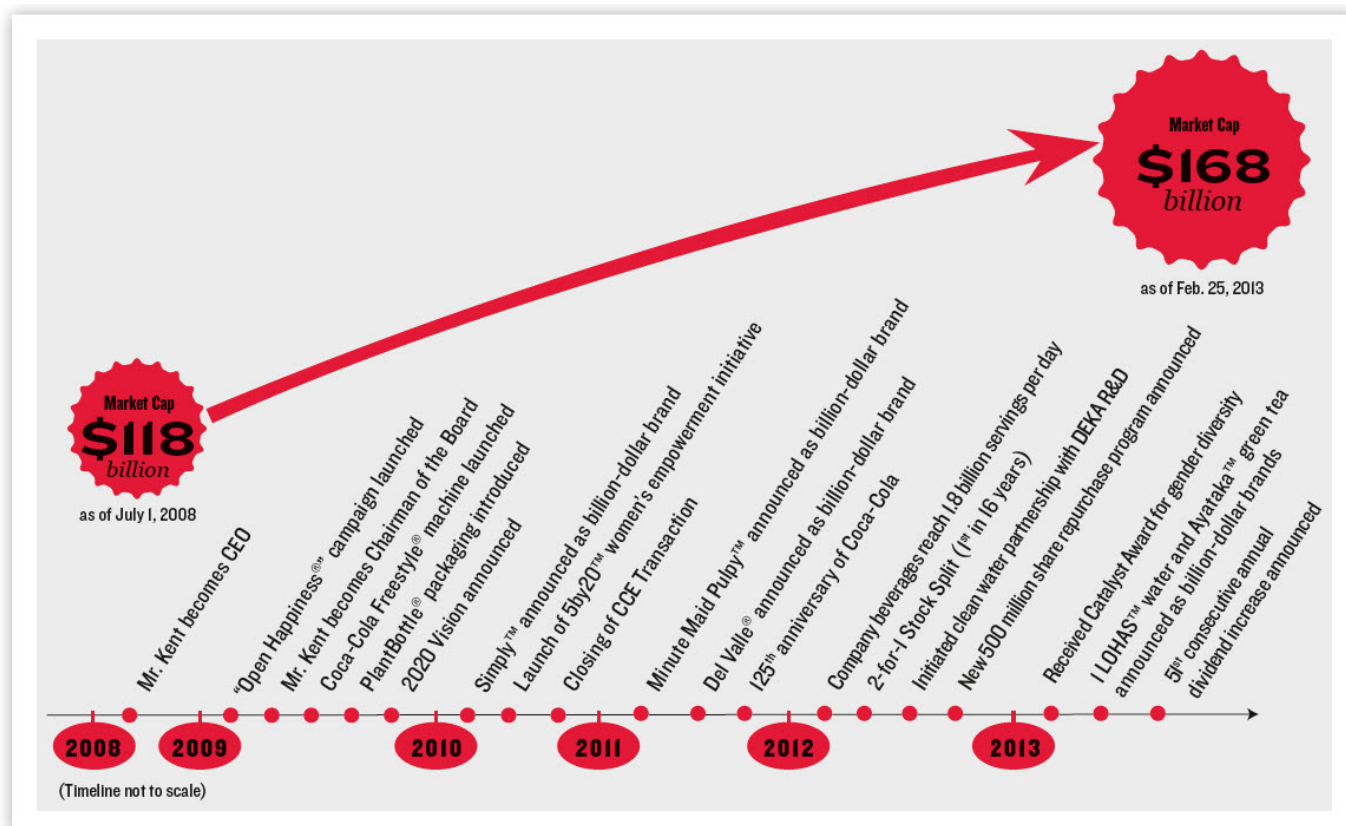 Market Cap
$168
billion
as of Feb. 25, 2013
Market Cap
$118
billion
as of July 1, 2008
Mr. Kent becomes CEO
“Open Happiness®” campaign launched
Mr. Kent becomes Chairman of the Board
Coca-Cola Freestyle® machine launched
PlantBottle® packaging introduced
2020 Vision announced
Simply™ announced as billion-dollar brand
Launch of 5by20™ women’s empowerment initiative
Closing of CCE Transaction
Minute Maid Pulpy™ announced as billion-dollar brand
Del Valle® announced as billion-dollar brand
125th anniversary of Coca-Cola
Company beverages reach 1.8 billion servings per day
2-for-1 Stock Split (1st in 16 years)
Initiated clean water partnership with DEKA R&D
New 500 million share repurchase program announced
Received Catalyst Award for gender diversity
I LOHAS™ water and Ayataka™ green tea
announced as billion-dollar brands
51st consecutive annual
dividend increase announced
2008
2009
2010
2011
2012
2013
(Timeline not to scale)